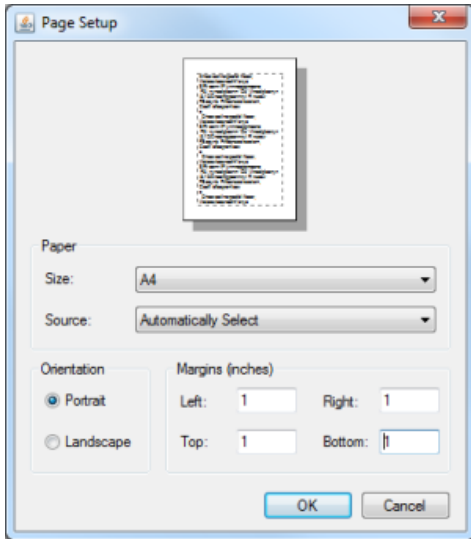 Page Setup
Paper
Size: A4
Source: Automatically Select
Orientation
Portrait
Landscape
Margins (inches)
Left: 1 Right: 1
Top: 1 Bottom: 1
OK Cancel